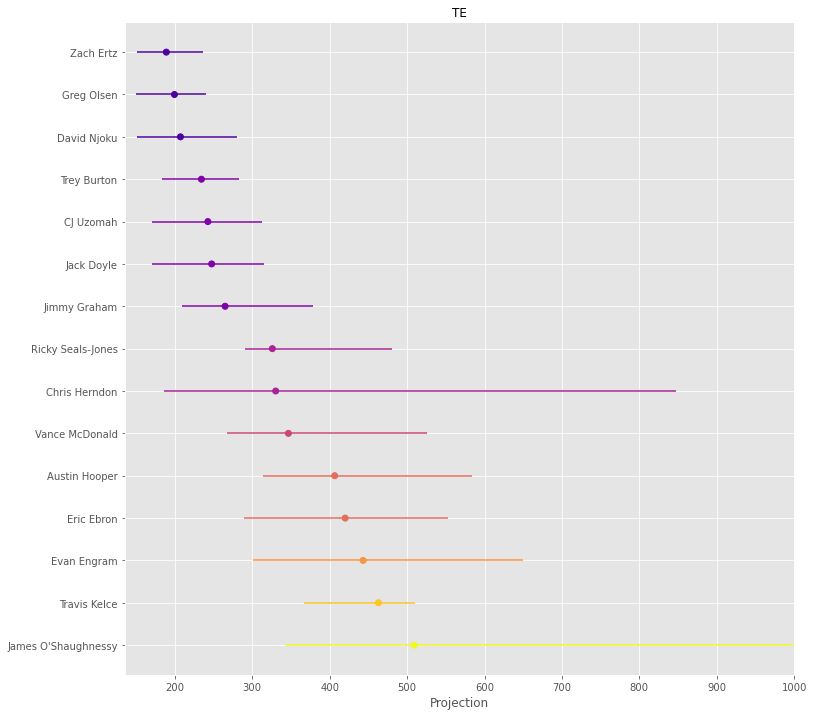 TE
Zach Ertz
Greg Olsen
David Njoku
Trey Burton
CJ Uzomah
Jack Doyle
Jimmy Graham
Ricky Seals-Jones
Chris Herndon
Vance McDonald
Austin Hooper
Eric Ebron
Evan Engram
Travis Kelce
James O'Shaughnessy
200 300 400 500 600 700 800 900 1000
Projection